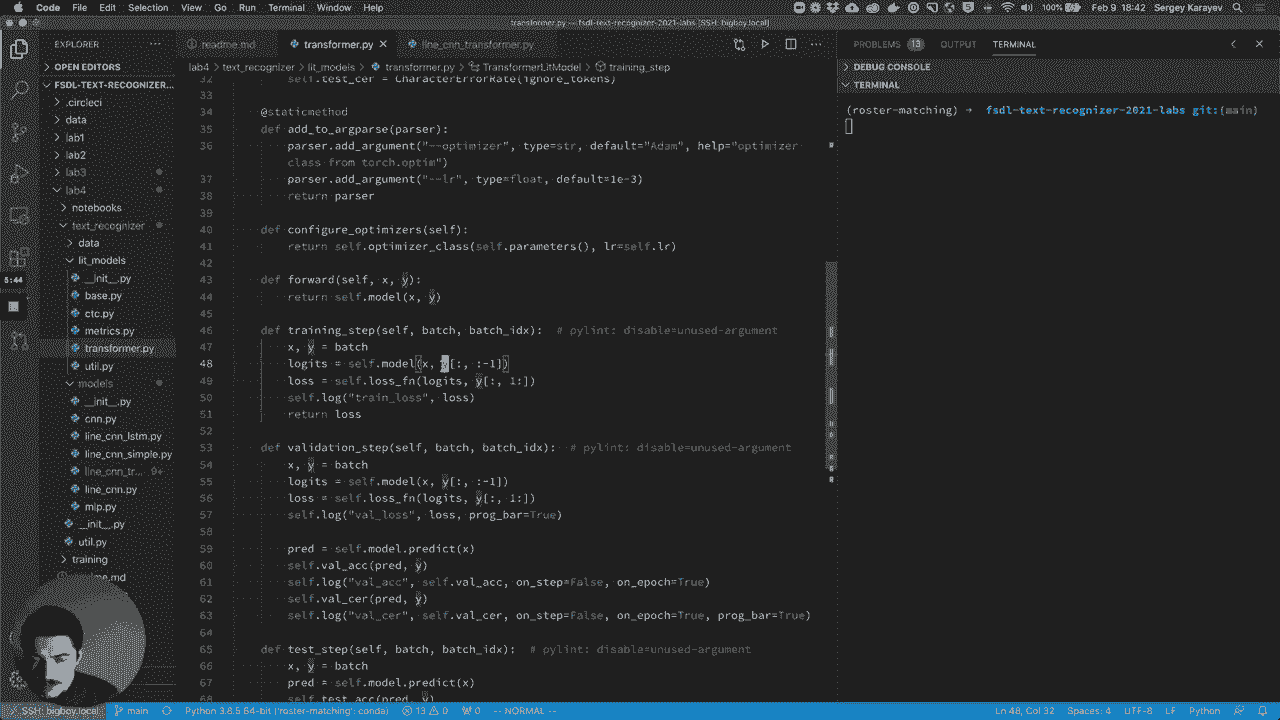 Code File Edit Selection View Go Run Terminal Window Help 100% Feb 9 18:42 Sergey Karayev
transformer.py — fsdl-text-recognizer-2021-labs [SSH: bigboy.local]
EXPLORER
readme.md transformer.py line_cnn_transformer.py
PROBLEMS 13 OUTPUT TERMINAL
OPEN EDITORS
lab4 > text_recognizer > lit_models > transformer.py > TransformerLitModel > training_step
DEBUG CONSOLE
TERMINAL
FSDL-TEXT-RECOGNIZER...
.circleci
data
lab1
lab2
lab3
lab4
notebooks
text_recognizer
data
lit_models
__init__.py
base.py
ctc.py
metrics.py
transformer.py
util.py
models
__init__.py
cnn.py
line_cnn_lstm.py
line_cnn_simple.py
line_cnn_tr... 9+
line_cnn.py
mlp.py
__init__.py
util.py
training
5:44
32 self.test_cer = CharacterErrorRate(ignore_tokens)
33
34 @staticmethod
35 def add_to_argparse(parser):
36 parser.add_argument("--optimizer", type=str, default="Adam", help="optimizer
class from torch.optim")
37 parser.add_argument("--lr", type=float, default=1e-3)
38 return parser
39
40 def configure_optimizers(self):
41 return self.optimizer_class(self.parameters(), lr=self.lr)
42
43 def forward(self, x, y):
44 return self.model(x, y)
45
46 def training_step(self, batch, batch_idx): # pylint: disable=unused-argument
47 x, y = batch
48 logits = self.model(x, y[:, :-1])
49 loss = self.loss_fn(logits, y[:, 1:])
50 self.log("train_loss", loss)
51 return loss
52
53 def validation_step(self, batch, batch_idx): # pylint: disable=unused-argument
54 x, y = batch
55 logits = self.model(x, y[:, :-1])
56 loss = self.loss_fn(logits, y[:, 1:])
57 self.log("val_loss", loss, prog_bar=True)
58
59 pred = self.model.predict(x)
60 self.val_acc(pred, y)
61 self.log("val_acc", self.val_acc, on_step=False, on_epoch=True)
62 self.val_cer(pred, y)
63 self.log("val_cer", self.val_cer, on_step=False, on_epoch=True, prog_bar=True)
64
65 def test_step(self, batch, batch_idx): # pylint: disable=unused-argument
66 x, y = batch
67 pred = self.model.predict(x)
68 self.test_acc(pred, y)
(roster-matching) → fsdl-text-recognizer-2021-labs git:(main)
SSH: bigboy.local main Python 3.8.5 64-bit ('roster-matching': conda) 13 0 0 -- NORMAL -- Ln 48, Col 32 Spaces: 4 UTF-8 LF Python